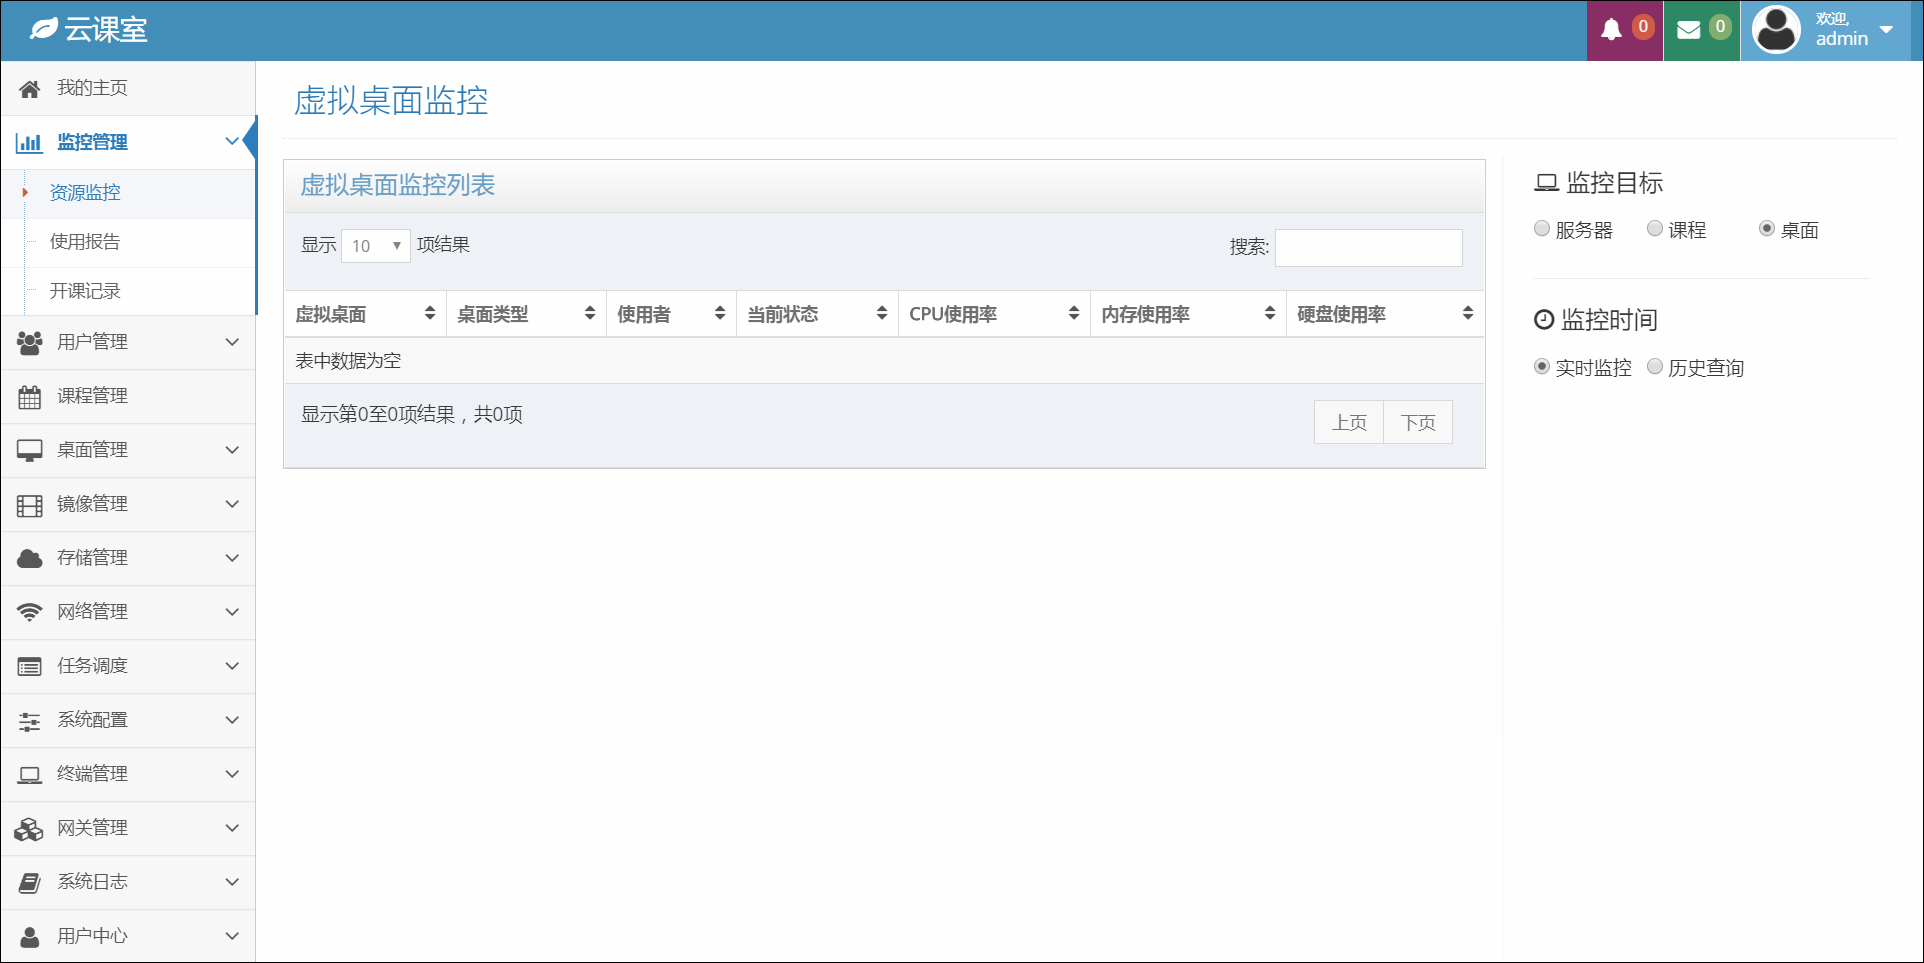 云课室
0
0
欢迎,
admin
我的主页
监控管理
资源监控
使用报告
开课记录
用户管理
课程管理
桌面管理
镜像管理
存储管理
网络管理
任务调度
系统配置
终端管理
网关管理
系统日志
用户中心
虚拟桌面监控
虚拟桌面监控列表
显示 10 项结果
搜索:
虚拟桌面 桌面类型 使用者 当前状态 CPU使用率 内存使用率 硬盘使用率
表中数据为空
显示第0至0项结果，共0项
上页 下页
监控目标
服务器 课程 桌面
监控时间
实时监控 历史查询